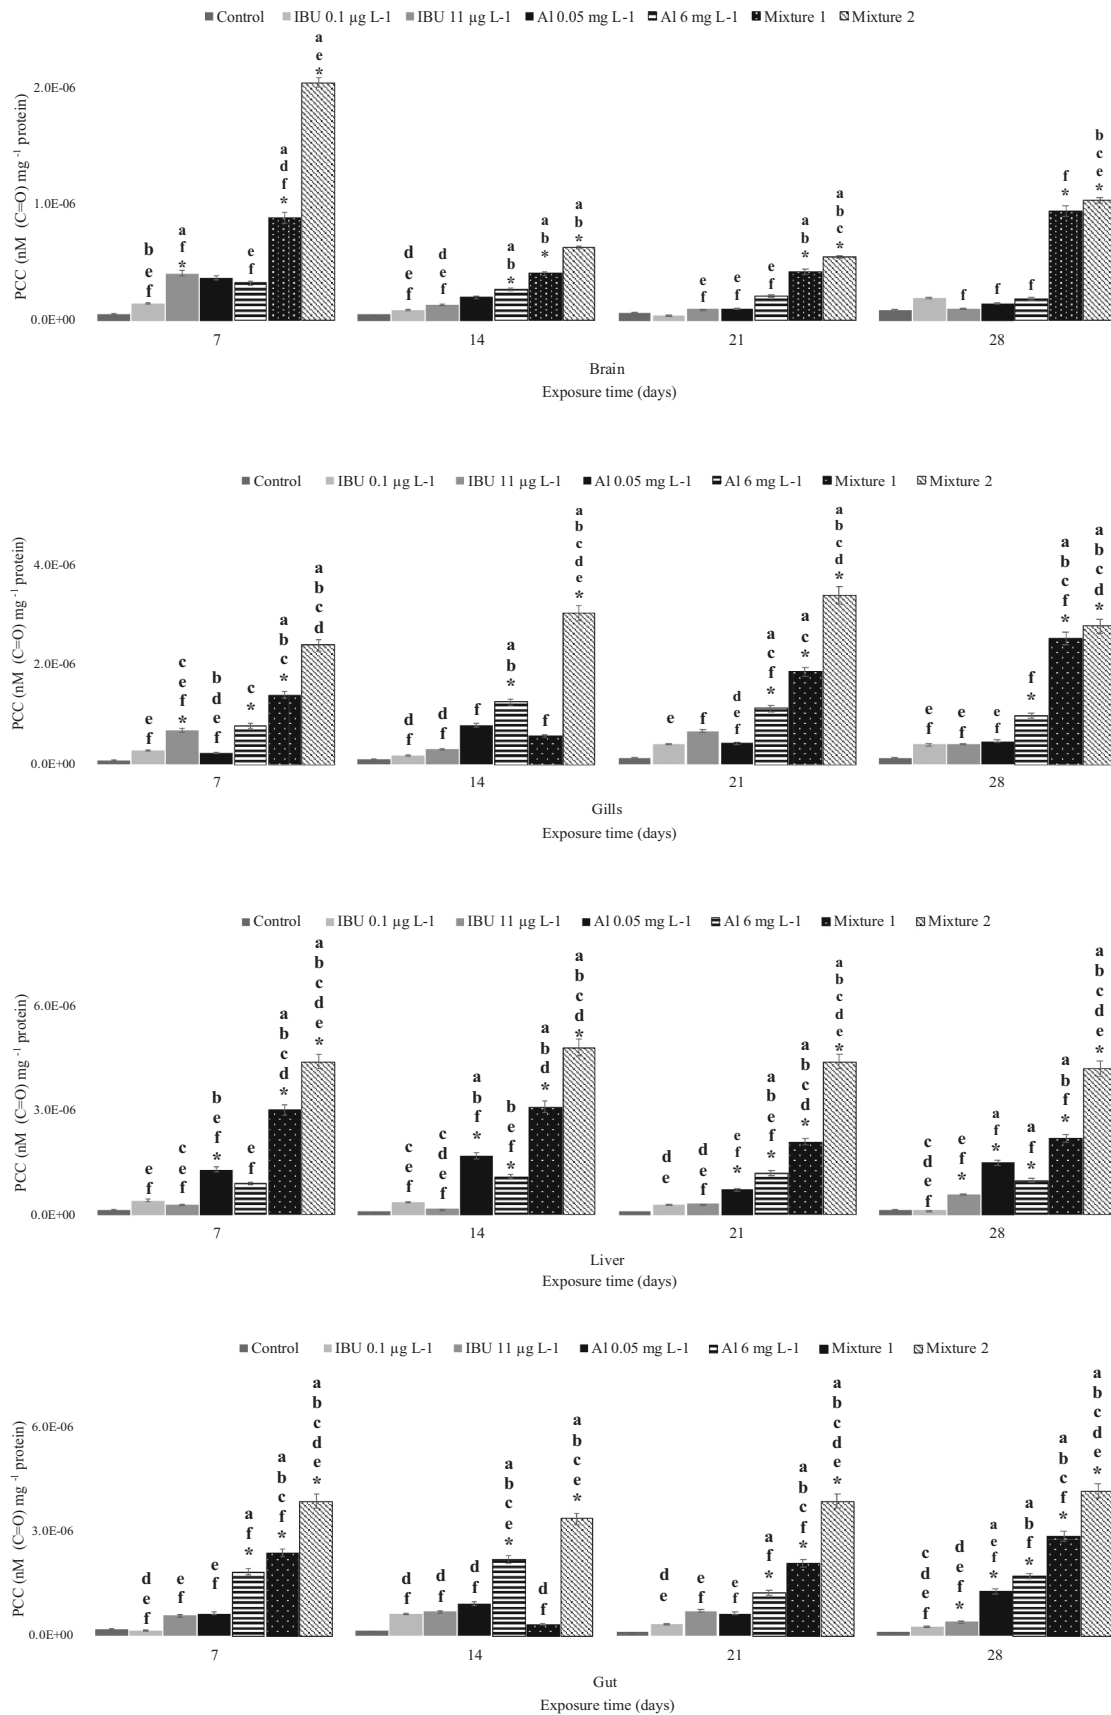 Control IBU 0.1 µg L-1 IBU 11 µg L-1 Al 0.05 mg L-1 Al 6 mg L-1 Mixture 1 Mixture 2
PCC (nM (C=O) mg -1 protein)
2.0E-06
1.0E-06
0.0E+00
b e f
a f *
e f
a d f *
a e *
d e f
d e f
a b *
a b *
a b *
e f
e f
e f
a b *
a b c *
f
f
f
f *
b c e *
7 14 21 28
Brain
Exposure time (days)
Control IBU 0.1 µg L-1 IBU 11 µg L-1 Al 0.05 mg L-1 Al 6 mg L-1 Mixture 1 Mixture 2
PCC (nM (C=O) mg -1 protein)
4.0E-06
2.0E-06
0.0E+00
e f
c e f *
b d e f
c *
a b c *
a b c d
d f
d f
f
a b *
f
a b c d e *
e
f
d e f
a c f *
a c *
a b c d *
e f
e f
e f
f *
a b c f *
a b c d *
7 14 21 28
Gills
Exposure time (days)
Control IBU 0.1 µg L-1 IBU 11 µg L-1 Al 0.05 mg L-1 Al 6 mg L-1 Mixture 1 Mixture 2
PCC (nM (C=O) mg -1 protein)
6.0E-06
3.0E-06
0.0E+00
e f
c e f
b e f *
e f
a b c d *
a b c d e *
c e f
c d e f
a b f *
b e f *
a b d *
a b c d *
d e
d e f
e f *
a b e f *
a b c d *
a b c d e *
c d e f
e f *
a f *
a f *
a b f *
a b c d e *
7 14 21 28
Liver
Exposure time (days)
Control IBU 0.1 µg L-1 IBU 11 µg L-1 Al 0.05 mg L-1 Al 6 mg L-1 Mixture 1 Mixture 2
PCC (nM (C=O) mg -1 protein)
6.0E-06
3.0E-06
0.0E+00
d e f
e f
e f
a f *
a b c f *
a b c d e *
d f
d f
d f
a b c e *
d f
a b c e *
d e
e f
e f
a f *
a b c f *
a b c d e *
c d e f
d e f *
a e f *
a b f *
a b c f *
a b c d e *
7 14 21 28
Gut
Exposure time (days)